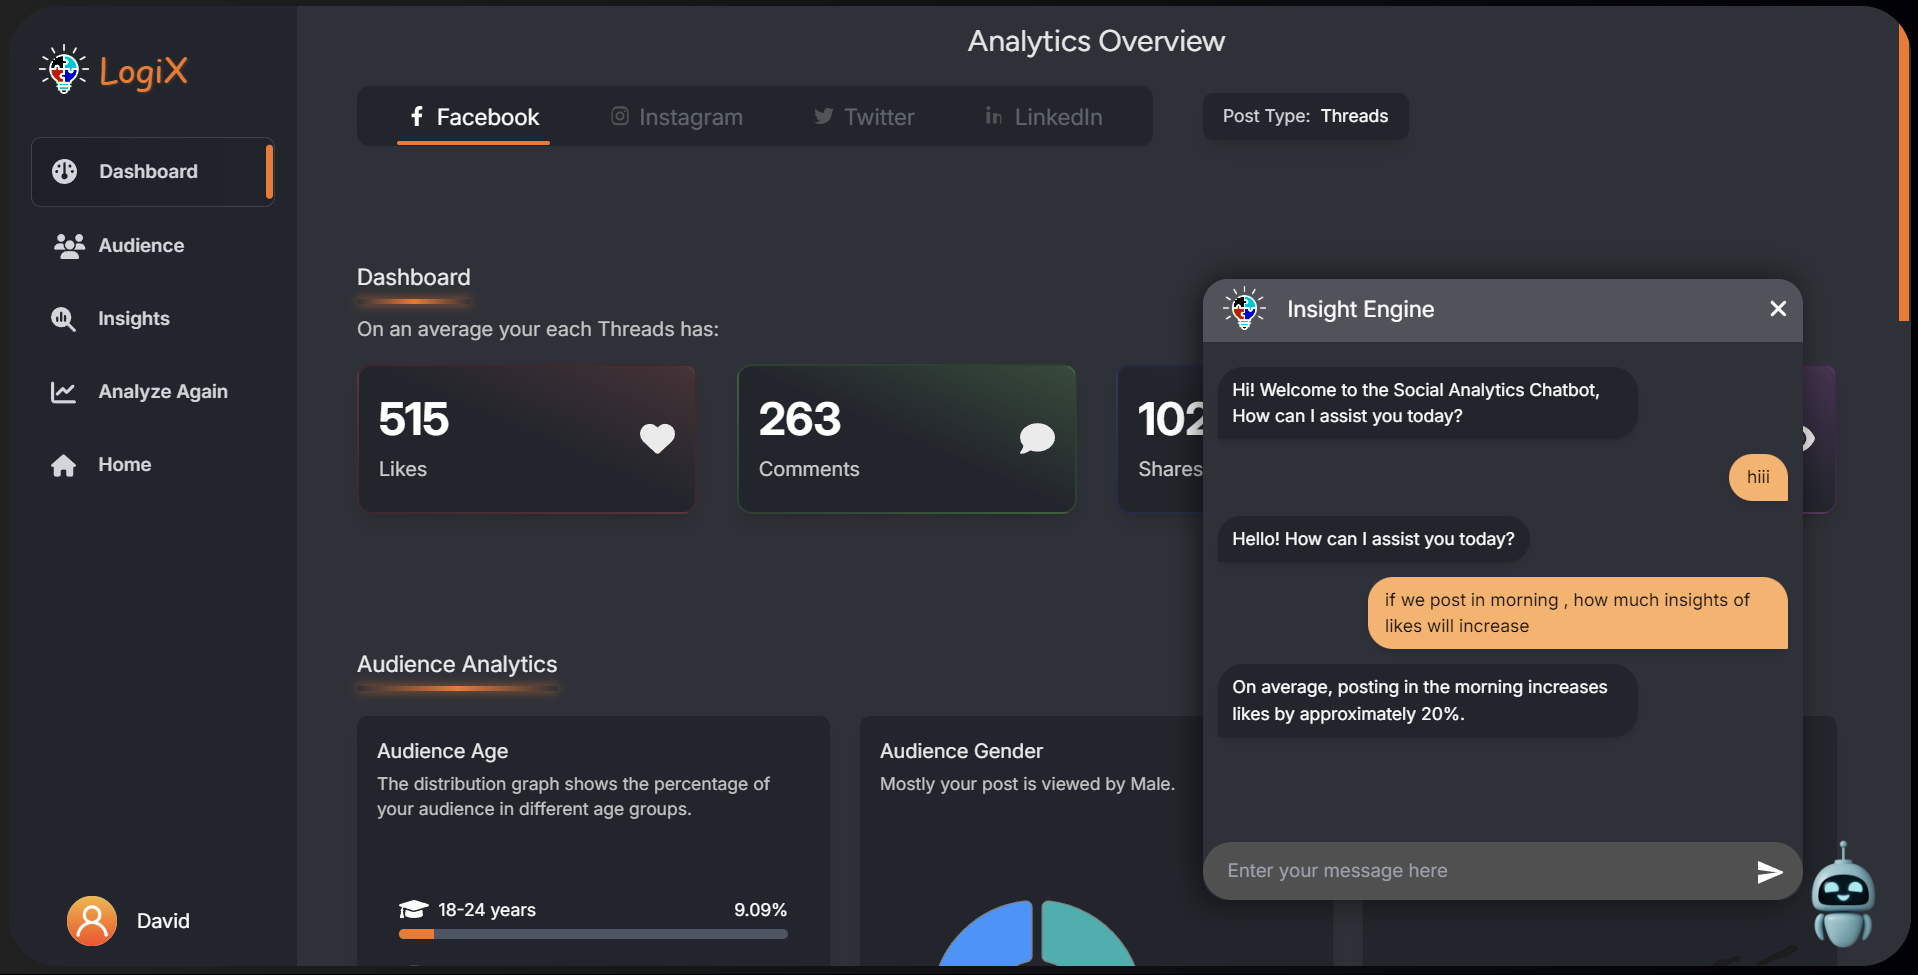 LogiX
Dashboard
Audience
Insights
Analyze Again
Home
David
Analytics Overview
Facebook
Instagram
Twitter
LinkedIn
Post Type: Threads
Dashboard
On an average your each Threads has:
515
Likes
263
Comments
102
Shares
Audience Analytics
Audience Age
The distribution graph shows the percentage of
your audience in different age groups.
18-24 years
9.09%
Audience Gender
Mostly your post is viewed by Male.
Insight Engine
Hi! Welcome to the Social Analytics Chatbot,
How can I assist you today?
hiii
Hello! How can I assist you today?
if we post in morning , how much insights of
likes will increase
On average, posting in the morning increases
likes by approximately 20%.
Enter your message here